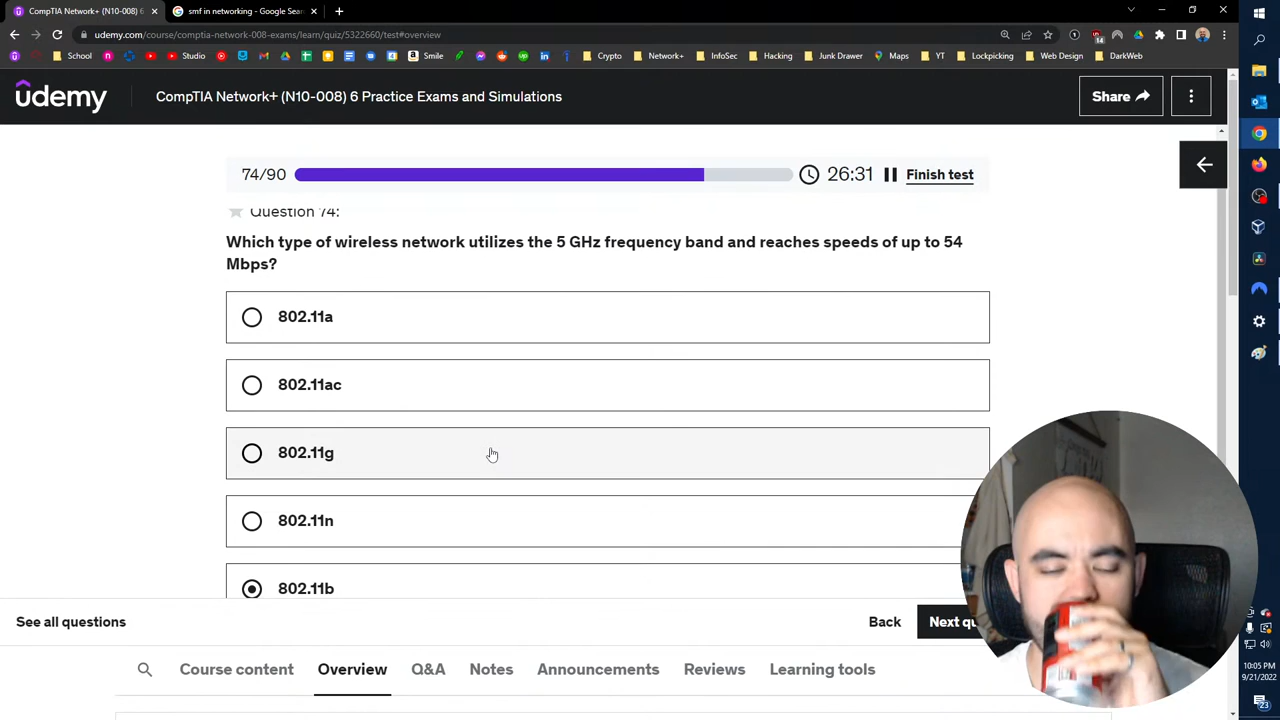 CompTIA Network+ (N10-008) 6
smf in networking - Google Sear
udemy.com/course/comptia-network-008-exams/learn/quiz/5322660/test#overview
14
School
Studio
Smile
Crypto
Network+
InfoSec
Hacking
Junk Drawer
Maps
YT
Lockpicking
Web Design
DarkWeb
udemy
CompTIA Network+ (N10-008) 6 Practice Exams and Simulations
Share
74/90
26:31
Finish test
Question 74:
Which type of wireless network utilizes the 5 GHz frequency band and reaches speeds of up to 54
Mbps?
802.11a
802.11ac
802.11g
802.11n
802.11b
See all questions
Back
Next qu
Course content
Overview
Q&A
Notes
Announcements
Reviews
Learning tools
10:05 PM
9/21/2022
23